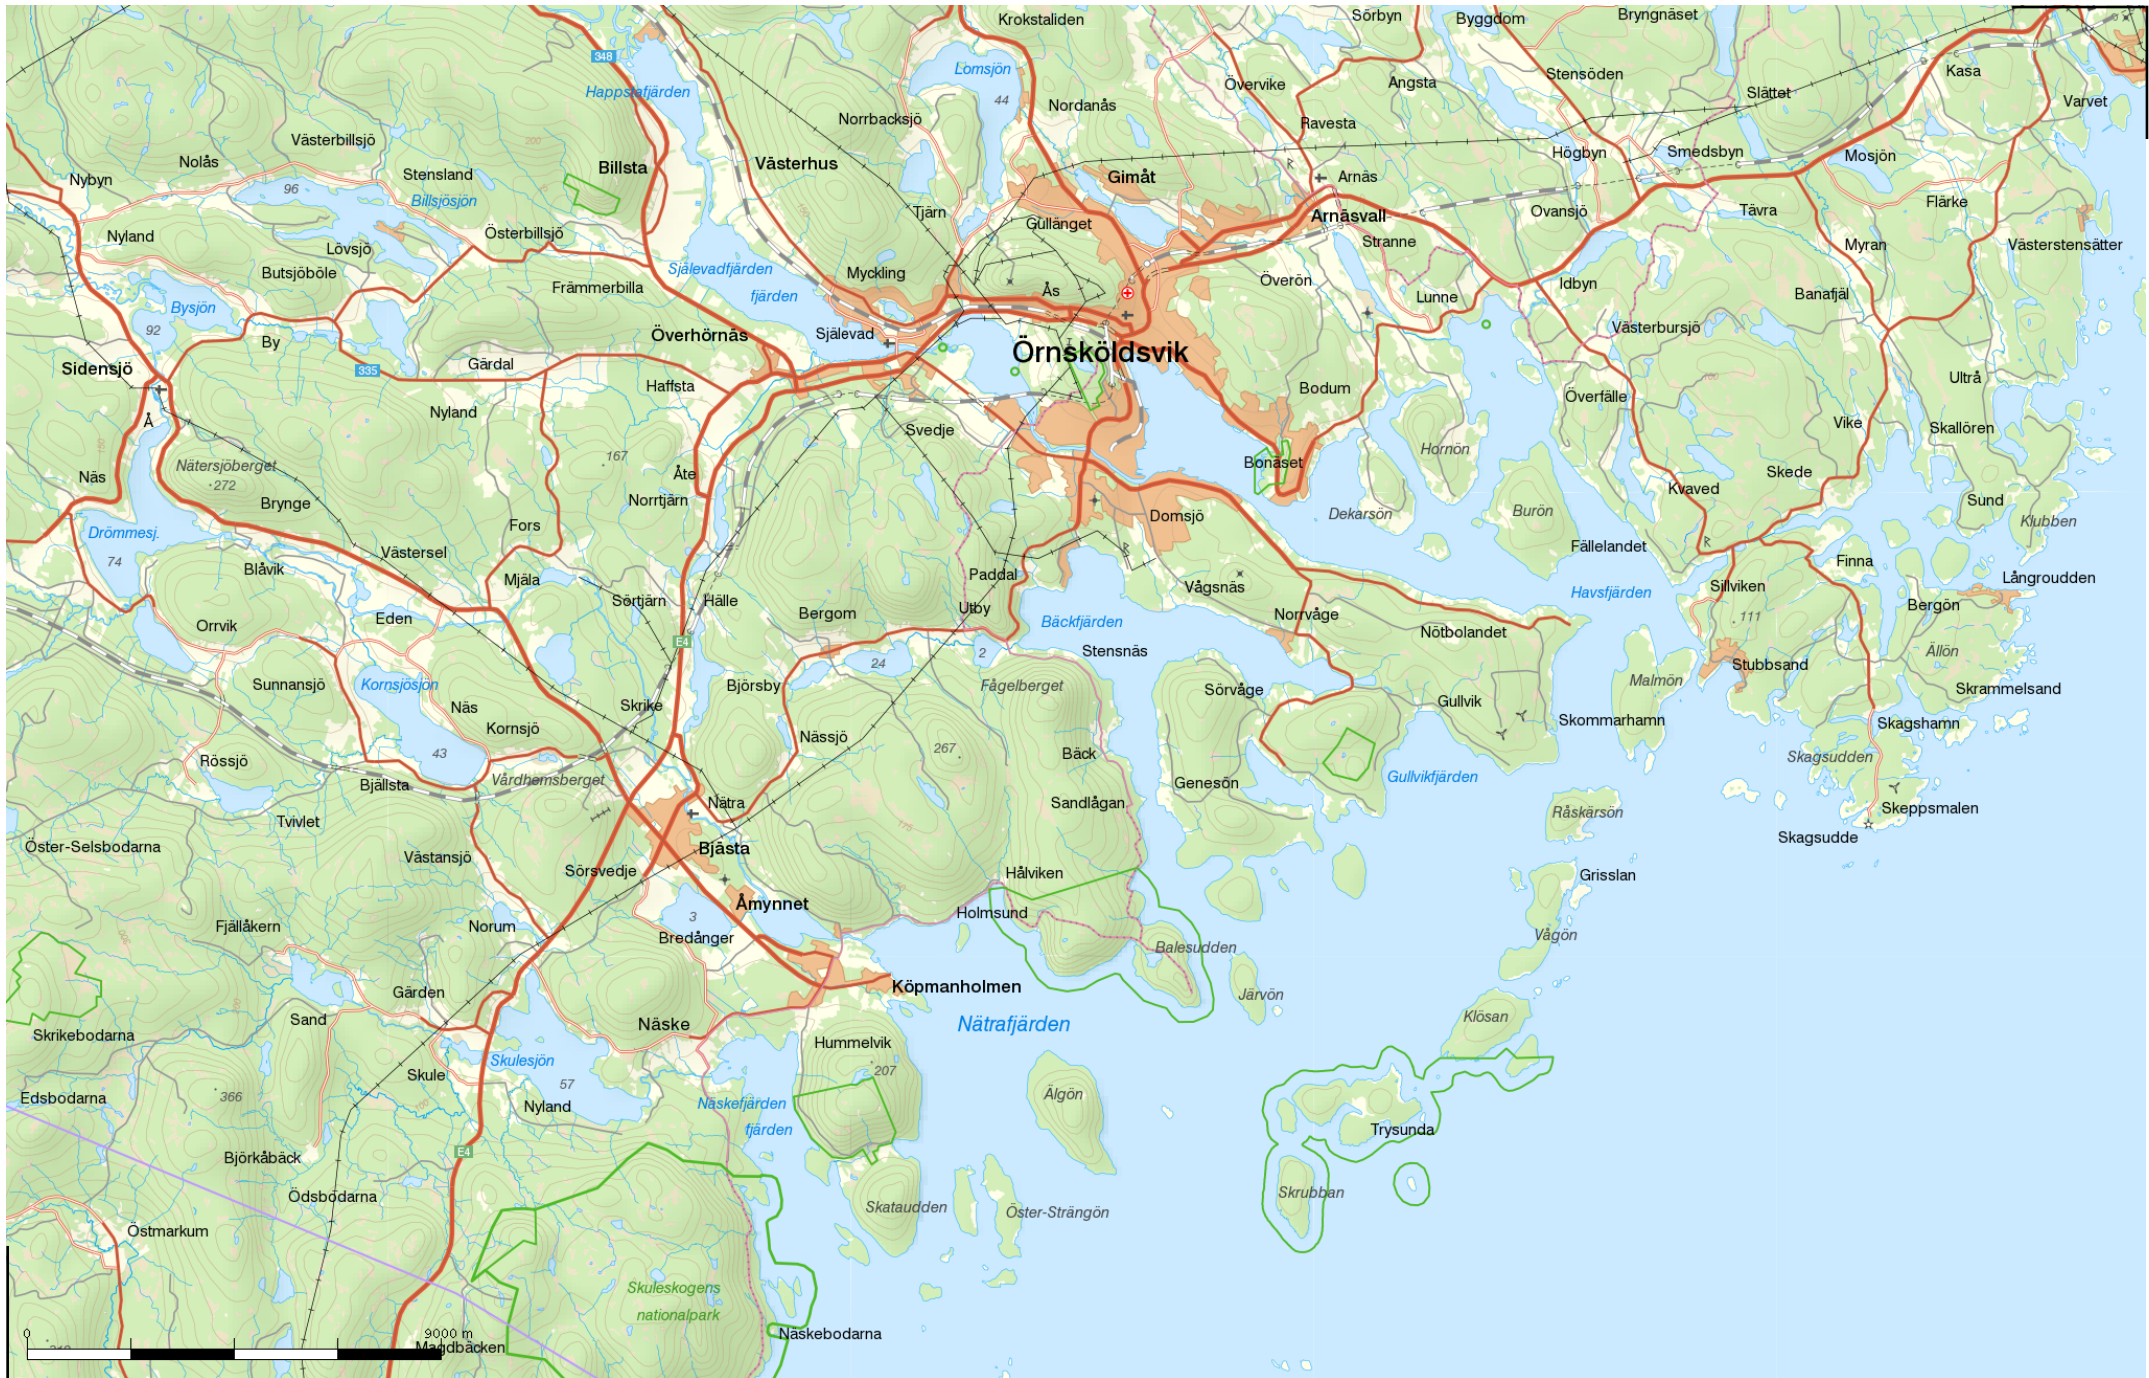 Krokstaliden
Sörbyn
Byggdom
Bryngnäset
348
Lomsjön
Kasa
Övervike
Angsta
Stensöden
Slättet
Happstafjärden
44
Nordanås
Varvet
Norrbacksjö
Ravesta
Västerbillsjö
Nolås
Högbyn
Smedsbyn
Mosjön
Stensland
Billsta
Västerhus
Gimåt
Arnäs
Nybyn
96
Billsjösjön
Flärke
Tjärn
Gullänget
Arnäsvall
Ovansjö
Tävra
Nyland
Lövsjö
Österbillsjö
Stranne
Myran
Västerstensätter
Butsjöböle
Själevadfjärden
Myckling
Främmerbilla
fjärden
Ås
Överön
Lunne
Idbyn
Banafjäl
Bysjön
92
By
Överhörnäs
Själevad
Västerbursjö
Sidensjö
335
Gärdal
Örnsköldsvik
Haffsta
Bodum
Överfälle
Ultrå
Å
Nyland
Svedje
Vike
Skallören
Nätersjöberget
272
167
Hornön
Näs
Åte
Bonäset
Skede
Brynge
Norrtjärn
Kvaved
Sund
Drömmesj.
Fors
Domsjö
Dekarsön
Burön
Klubben
74
Västersel
Fällelandet
Finna
Blåvik
Mjäla
Paddal
Vågsnäs
Sillviken
Långroudden
Sörtjärn
Hälle
Utby
Havsfjärden
Bergön
Orrvik
Eden
Bergom
Bäckfjärden
Norrvåge
111
E4
Nötbolandet
24
2
Stensnäs
Ällön
Stubbsand
Sunnansjö
Kornsjösjön
Björsby
Fågelberget
Sörvåge
Malmön
Skrammelsand
Näs
Skrike
Gullvik
Skommarhamn
Skagshamn
Kornsjö
Nässjö
43
267
Bäck
Skagsudden
Rössjö
Vårdhemsberget
Bjällsta
Genesön
Gullvikfjärden
Nätra
Sandlågan
Råskärsön
Skeppsmalen
Tvivlet
Skagsudde
Öster-Selsbodarna
Västansjö
Bjästa
Sörsvedje
Hålviken
Grisslan
Åmynnet
3
Holmsund
Fjällåkern
Norum
Bredånger
Vågön
Balesudden
Gärden
Köpmanholmen
Järvön
Sand
Näske
Nätrafjärden
Klösan
Skrikebodarna
Hummelvik
Skulesjön
207
Skule
57
Edsbodarna
366
Nyland
Näskefjärden
Älgön
fjärden
Trysunda
E4
Björkåbäck
Ödsbodarna
Skrubban
Skataudden
Öster-Strängön
Östmarkum
Skuleskogens
nationalpark
0
9000 m
Näskebodarna
Magdbäcken